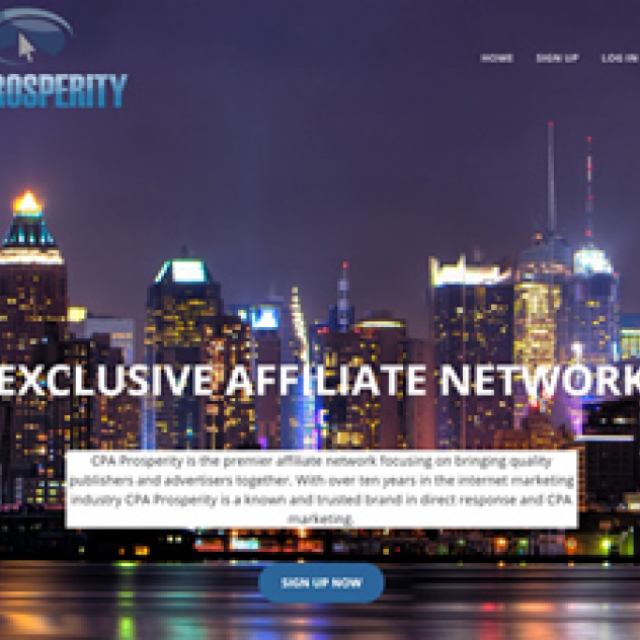 ROSPERITY
HOME SIGN UP LOG IN
EXCLUSIVE AFFILIATE NETWORK
CPA Prosperity is the premier affiliate network focusing on bringing quality
publishers and advertisers together. With over ten years in the internet marketing
industry CPA Prosperity is a known and trusted brand in direct response and CPA
marketing.
SIGN UP NOW